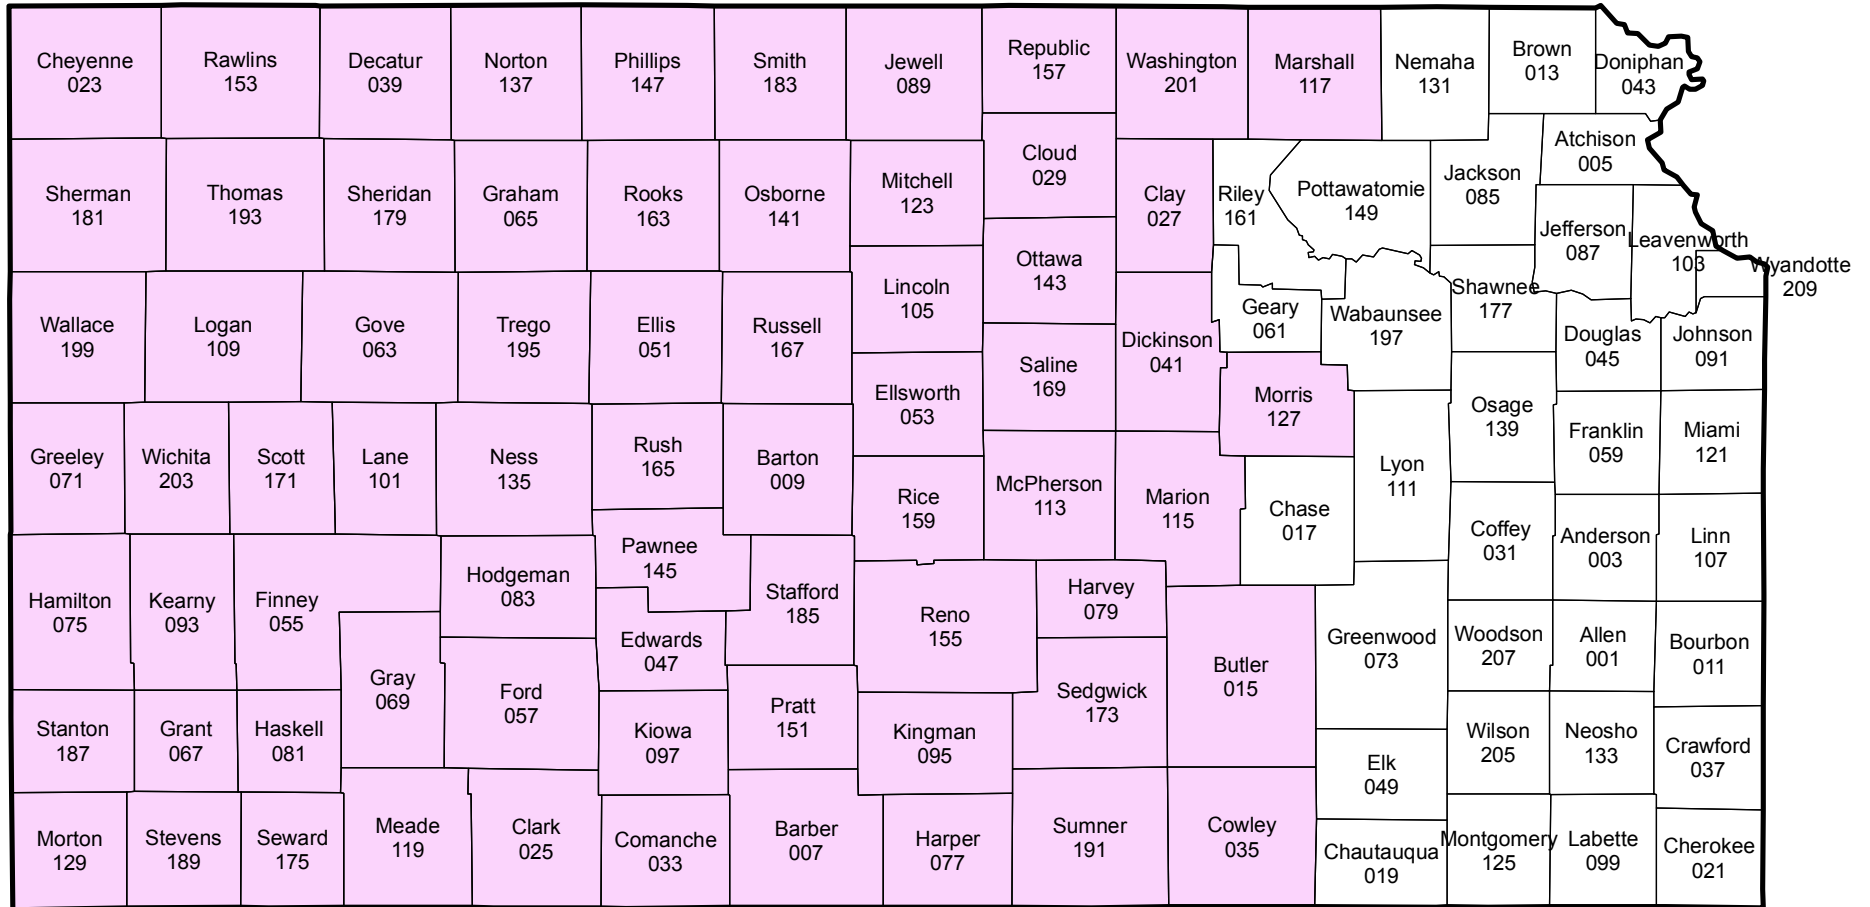 Cheyenne
023
Rawlins
153
Decatur
039
Norton
137
Phillips
147
Smith
183
Jewell
089
Republic
157
Washington
201
Marshall
117
Nemaha
131
Brown
013
Doniphan
043
Sherman
181
Thomas
193
Sheridan
179
Graham
065
Rooks
163
Osborne
141
Mitchell
123
Cloud
029
Clay
027
Riley
161
Pottawatomie
149
Jackson
085
Atchison
005
Jefferson
087
Leavenworth
103
Wyandotte
209
Wallace
199
Logan
109
Gove
063
Trego
195
Ellis
051
Russell
167
Lincoln
105
Ottawa
143
Dickinson
041
Geary
061
Wabaunsee
197
Shawnee
177
Douglas
045
Johnson
091
Ellsworth
053
Saline
169
Morris
127
Osage
139
Franklin
059
Miami
121
Greeley
071
Wichita
203
Scott
171
Lane
101
Ness
135
Rush
165
Barton
009
Rice
159
McPherson
113
Marion
115
Chase
017
Lyon
111
Coffey
031
Anderson
003
Linn
107
Hamilton
075
Kearny
093
Finney
055
Hodgeman
083
Pawnee
145
Stafford
185
Reno
155
Harvey
079
Edwards
047
Gray
069
Ford
057
Butler
015
Greenwood
073
Woodson
207
Allen
001
Bourbon
011
Stanton
187
Grant
067
Haskell
081
Kiowa
097
Pratt
151
Kingman
095
Sedgwick
173
Elk
049
Wilson
205
Neosho
133
Crawford
037
Morton
129
Stevens
189
Seward
175
Meade
119
Clark
025
Comanche
033
Barber
007
Harper
077
Sumner
191
Cowley
035
Chautauqua
019
Montgomery
125
Labette
099
Cherokee
021